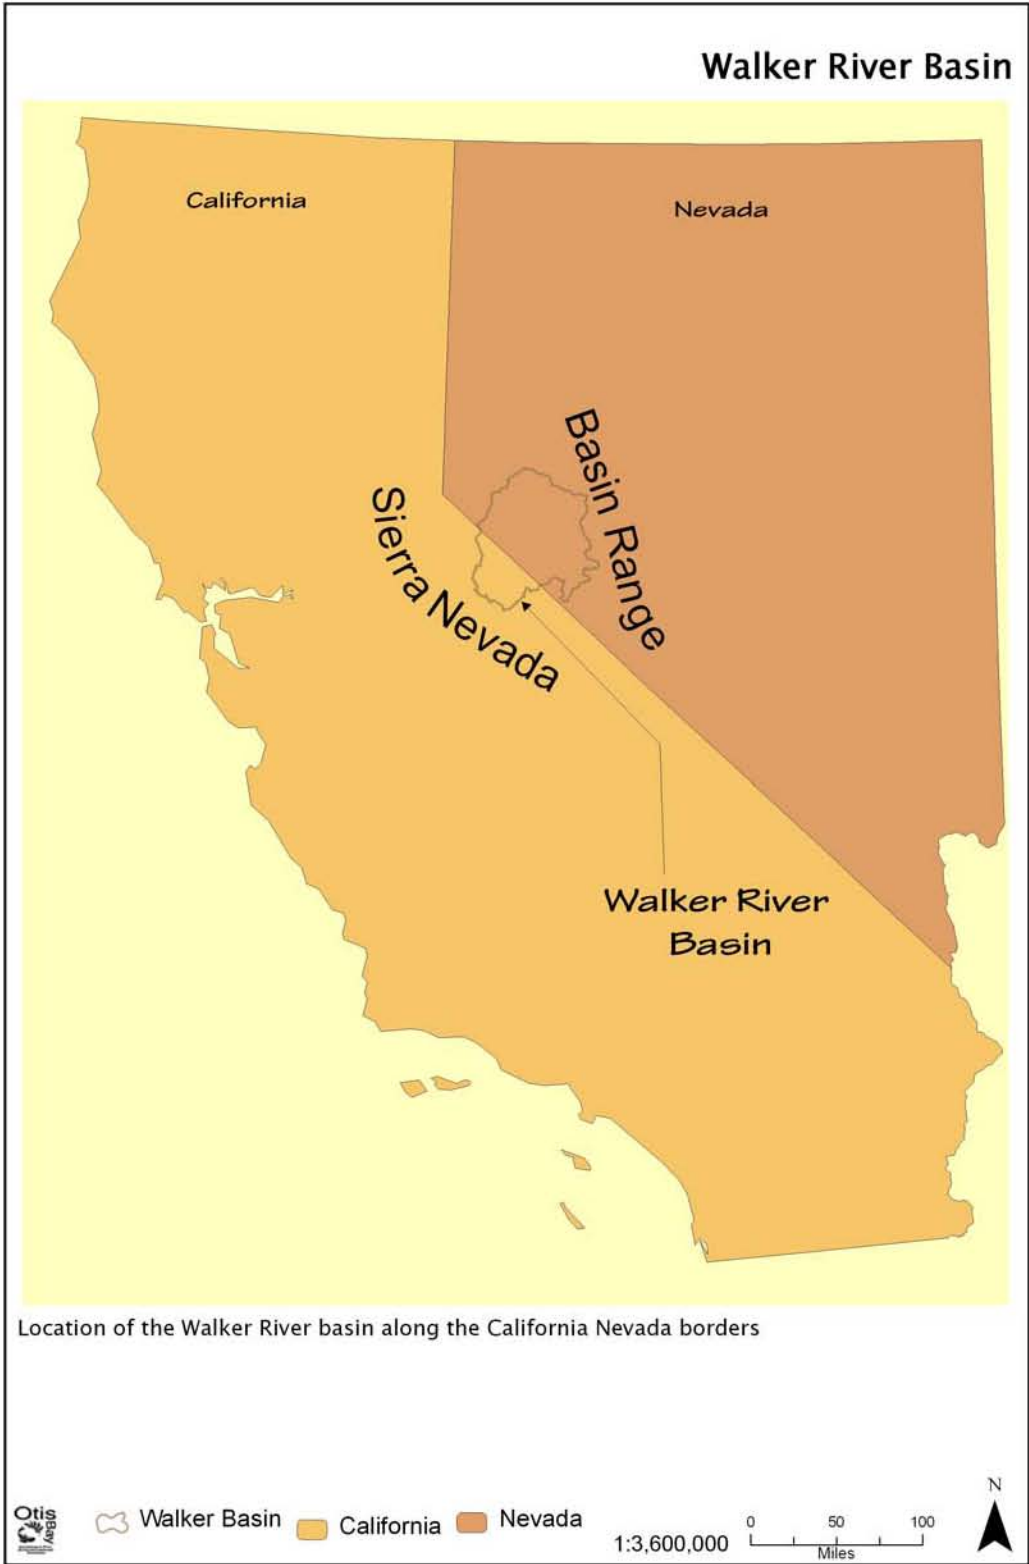 Walker River Basin
California
Nevada
Basin Range
Sierra Nevada
Walker River
Basin
Location of the Walker River basin along the California Nevada borders
N
Otis
Bay
Walker Basin
California
Nevada
1:3,600,000
0 50 100
Miles